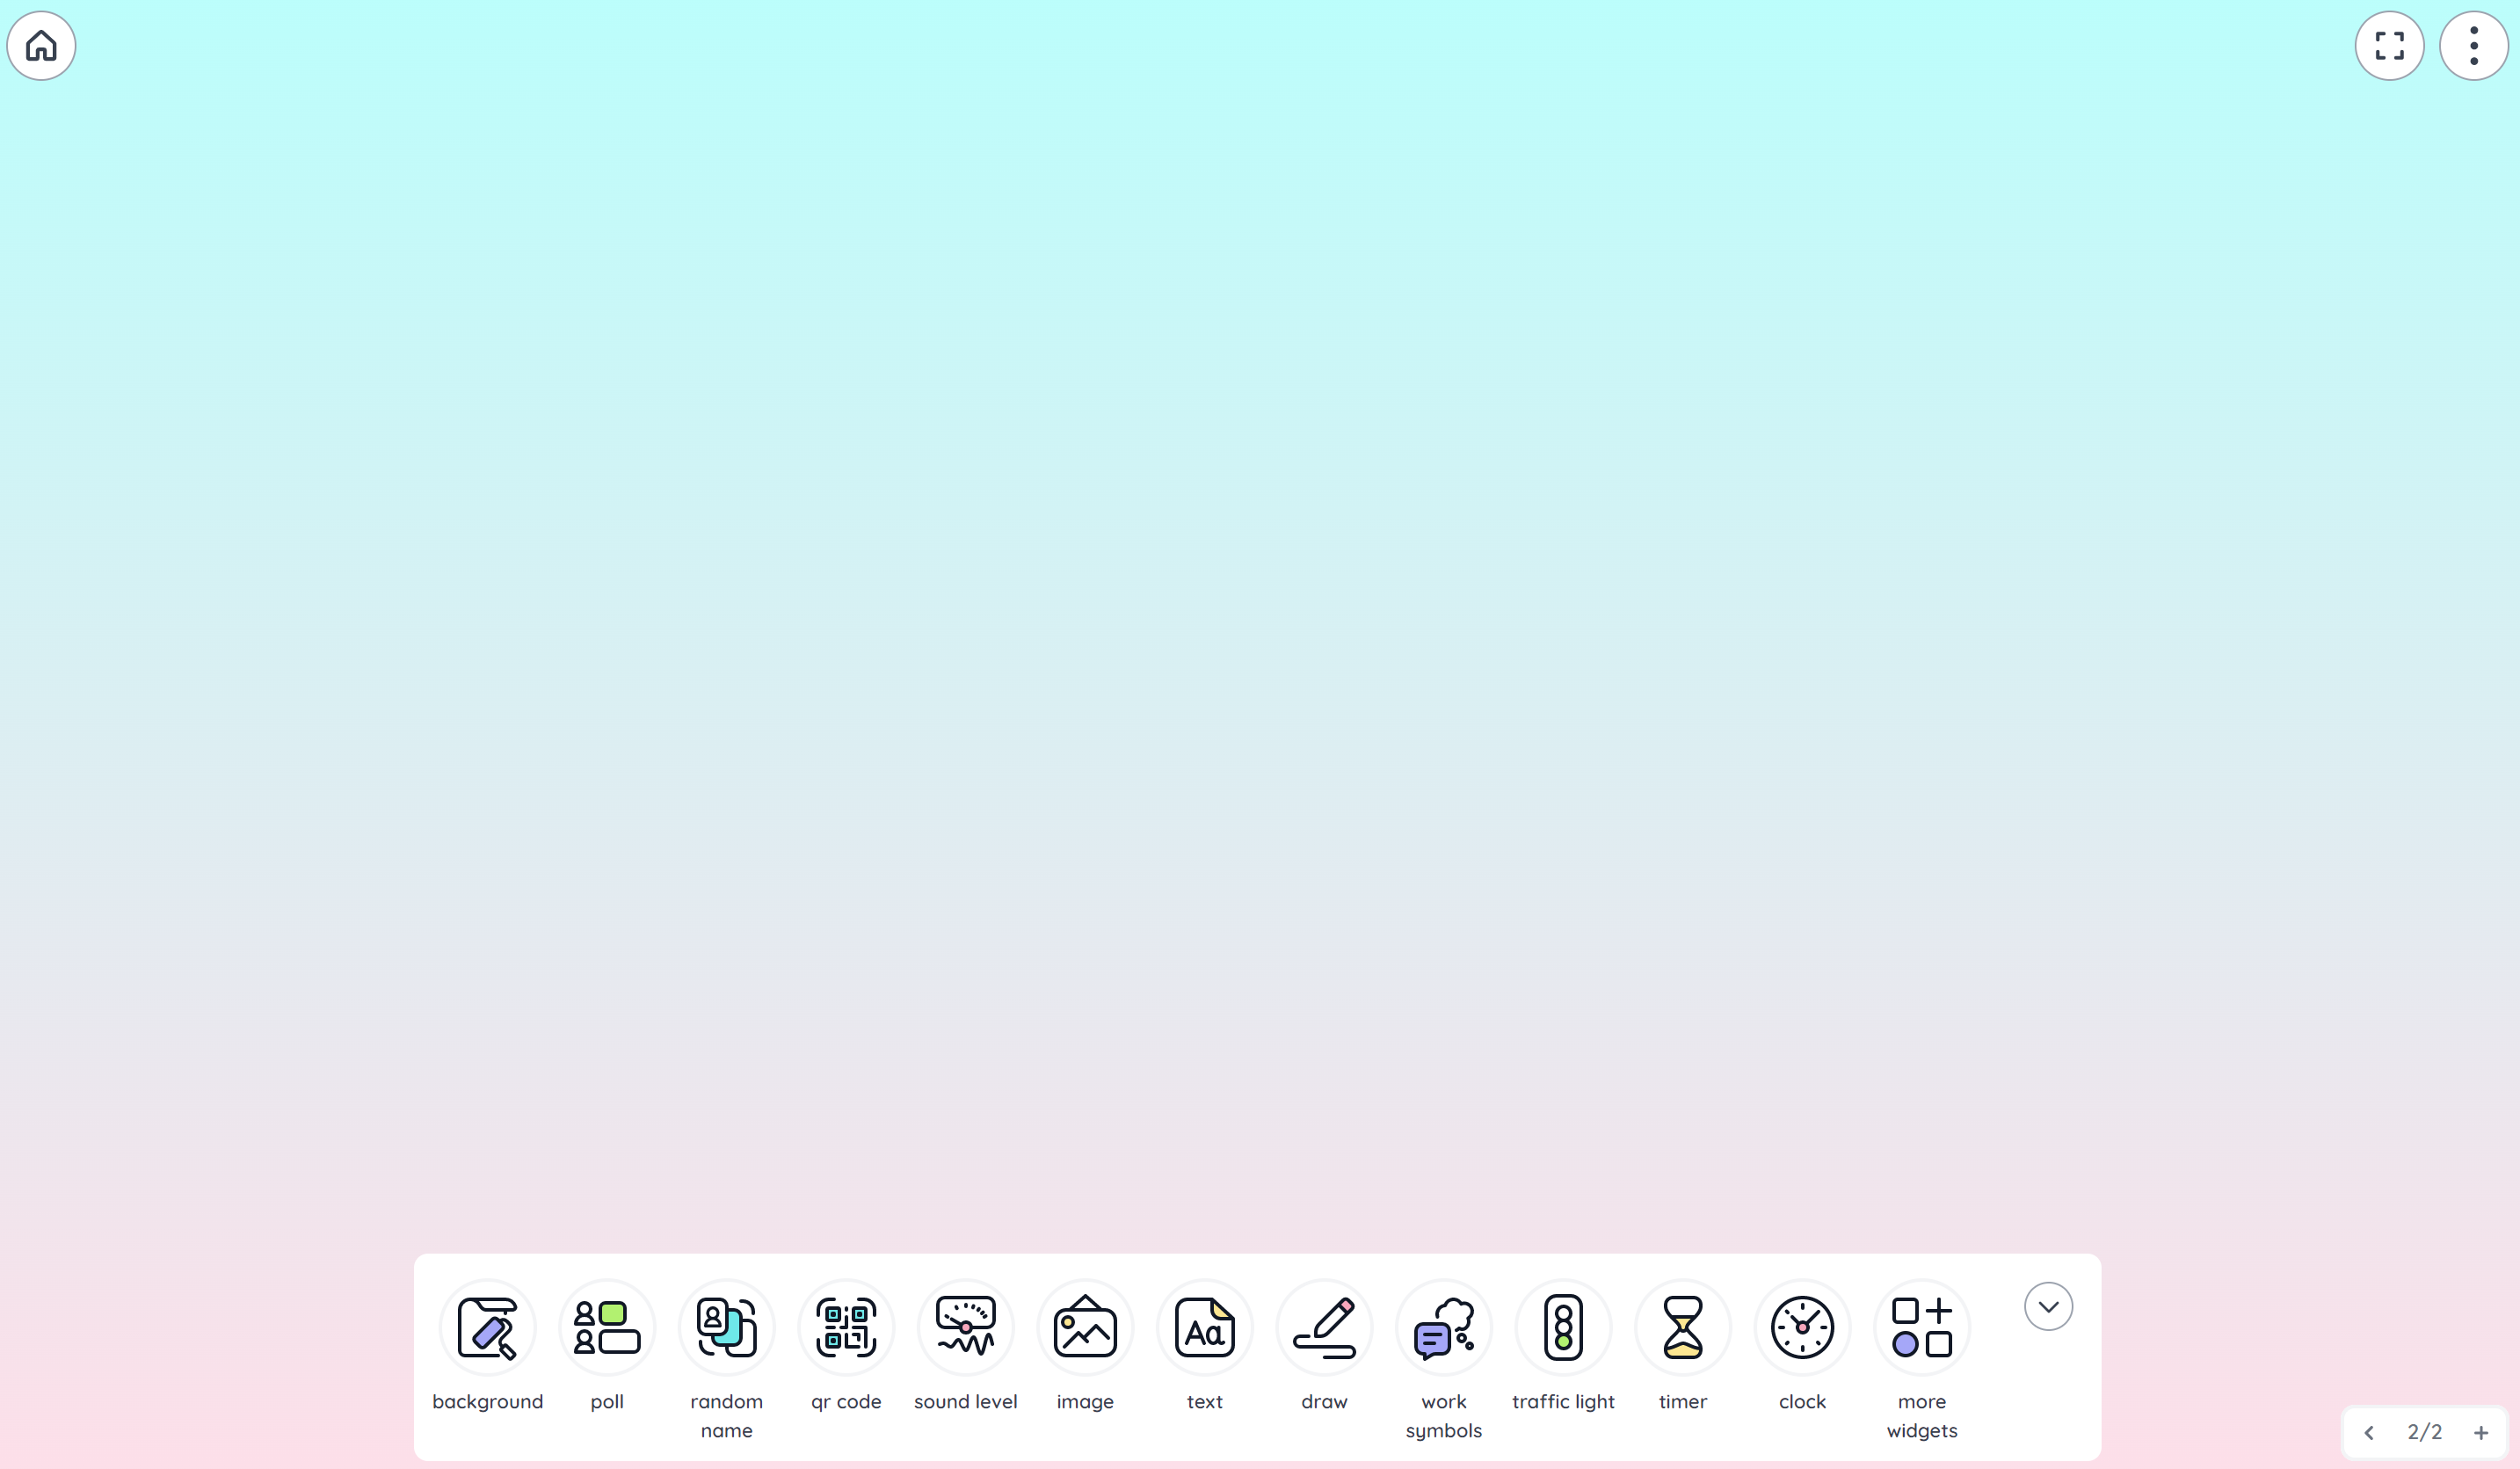 background
poll
random
name
qr code
sound level
image
Aa
text
draw
work
symbols
traffic light
timer
clock
more
widgets
2/2